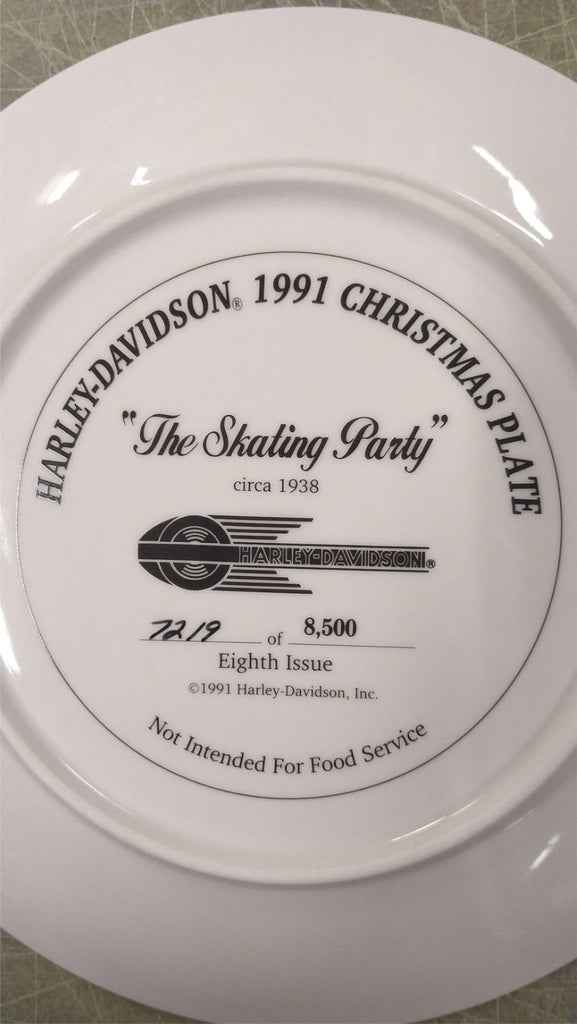 HARLEY-DAVIDSON® 1991 CHRISTMAS PLATE
"The Skating Party"
circa 1938
HARLEY-DAVIDSON®
7219 of 8,500
Eighth Issue
©1991 Harley-Davidson, Inc.
Not Intended For Food Service